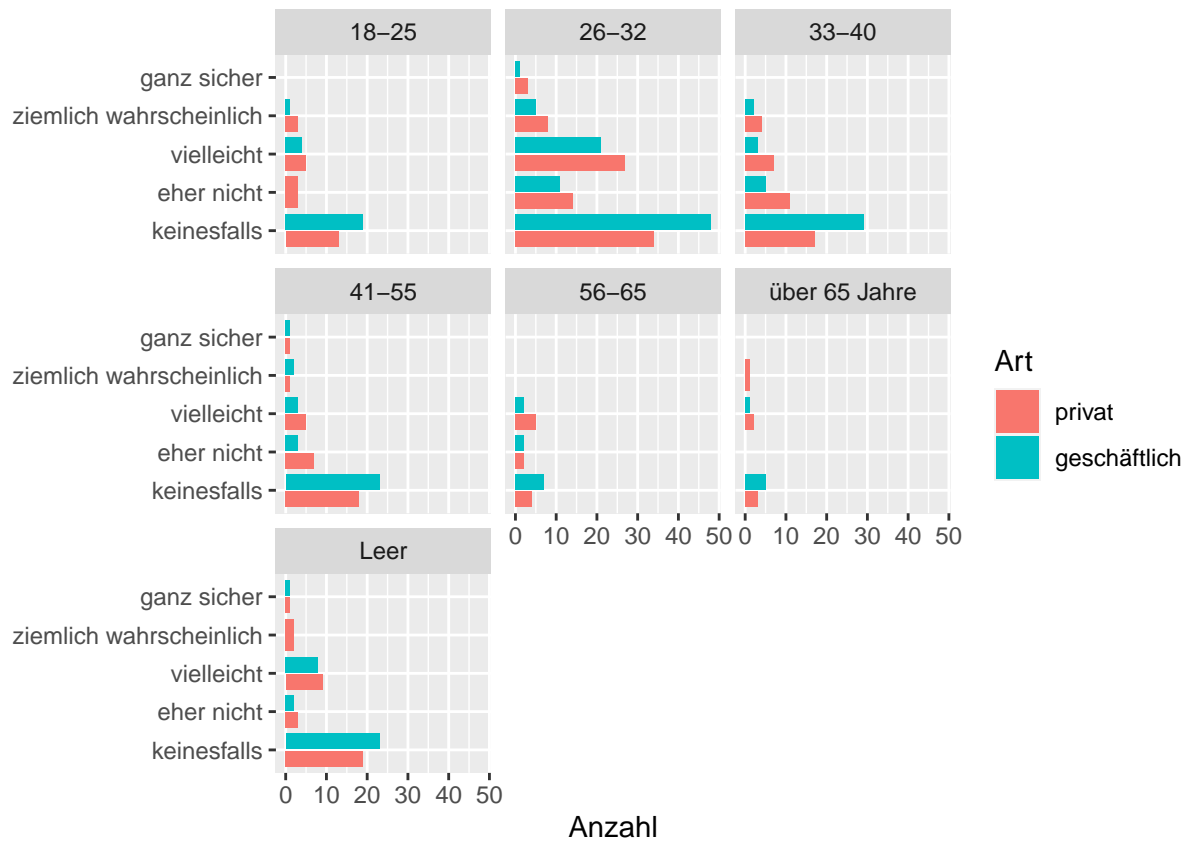 18−25 26−32 33−40
ganz sicher
ziemlich wahrscheinlich
vielleicht
eher nicht
keinesfalls
41−55 56−65 über 65 Jahre
ganz sicher
ziemlich wahrscheinlich
vielleicht
eher nicht
keinesfalls
0 10 20 30 40 50 0 10 20 30 40 50
Leer
ganz sicher
ziemlich wahrscheinlich
vielleicht
eher nicht
keinesfalls
0 10 20 30 40 50
Anzahl
Art
privat
geschäftlich